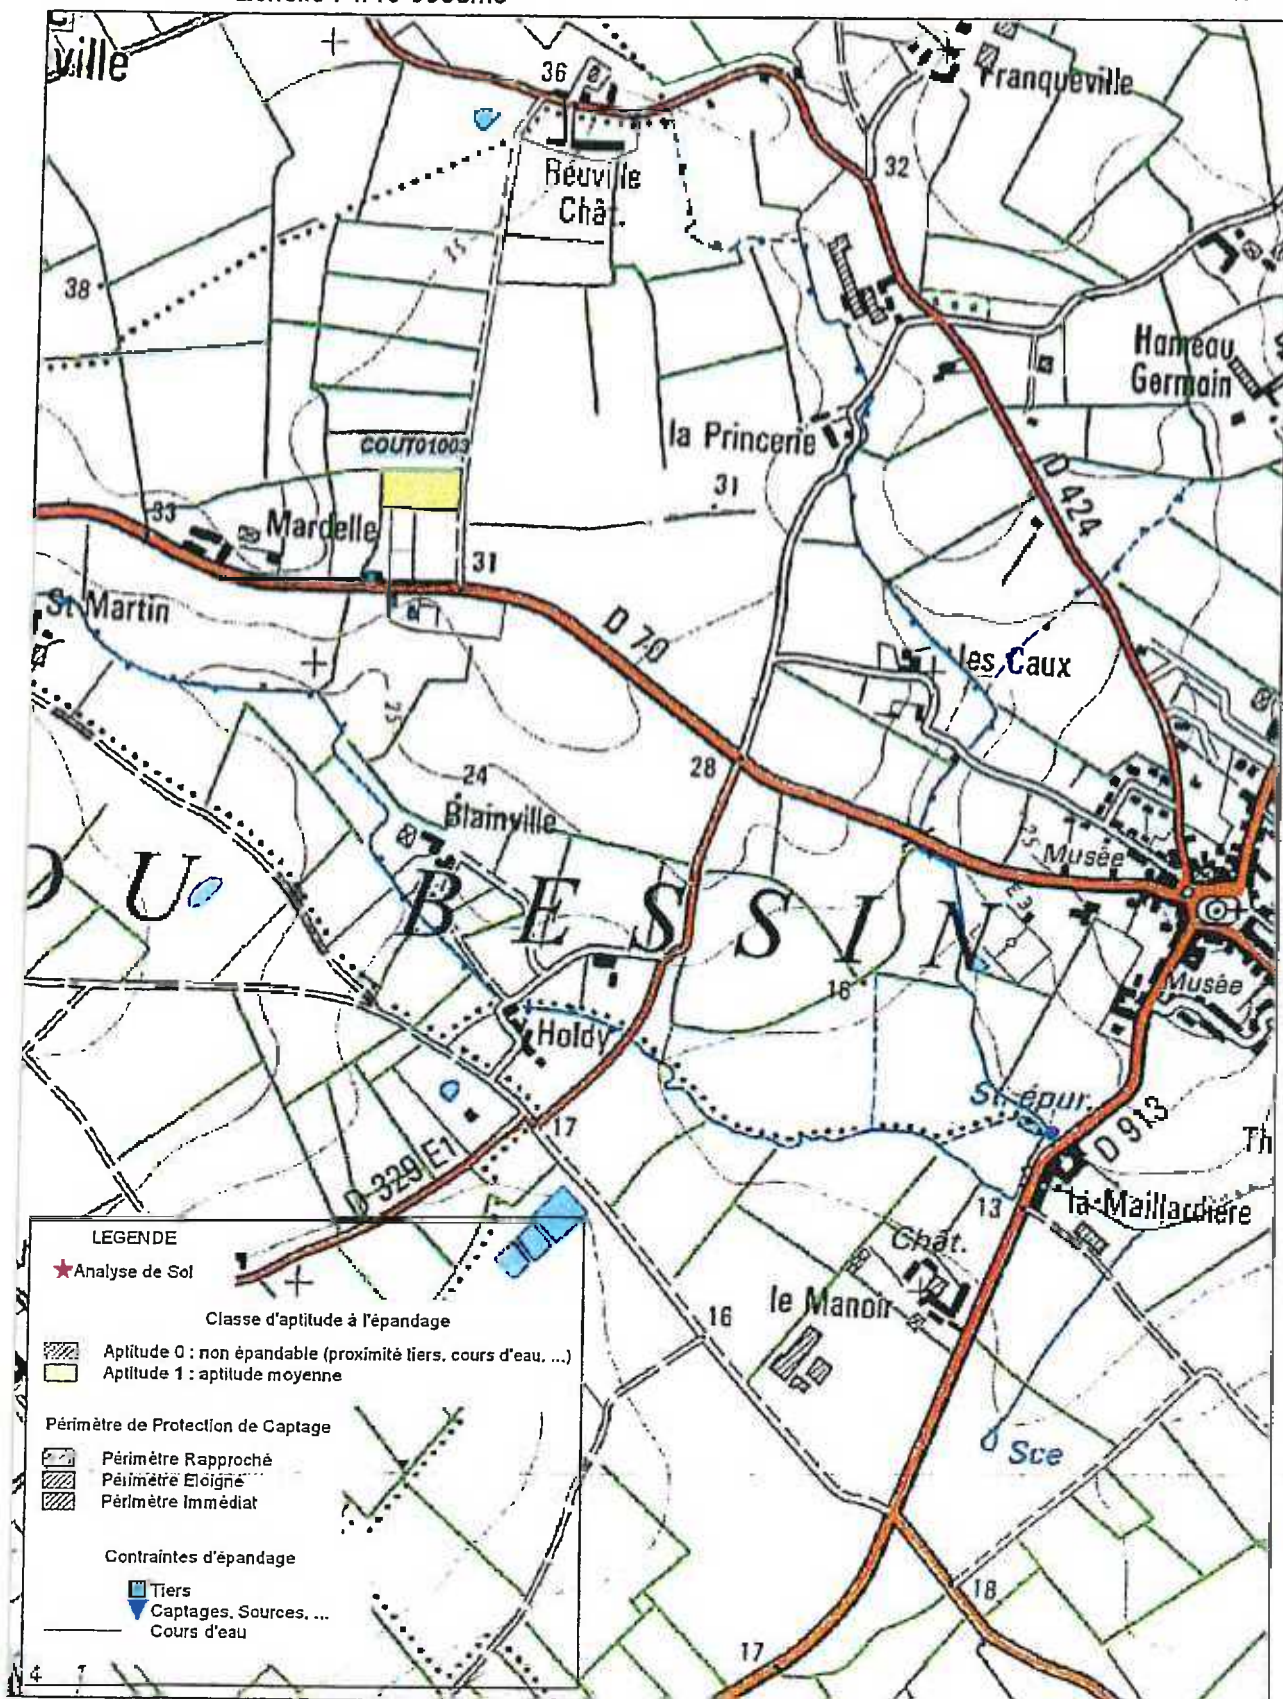 ville
36
Franqueville
Réuville
Chât.
32
35
38
Hameau
Germain
COUT01003
la Princerie
31
D 424
33
Mardelle
31
St Martin
D 70
les Caux
25
28
24
Blainville
25
Musée
O U B E S S I N
16
Musée
Holdy
St. épur.
17
D 913
D 329 E1
Th
13
la Maillardière
Chât.
le Manoir
16
Sce
18
17
LEGENDE
Analyse de Sol
Classe d'aptitude à l'épandage
Aptitude 0 : non épandable (proximité tiers, cours d'eau, ...)
Aptitude 1 : aptitude moyenne
Périmètre de Protection de Captage
Périmètre Rapproché
Périmètre Eloigné
Périmètre Immédiat
Contraintes d'épandage
Tiers
Captages, Sources, ...
Cours d'eau